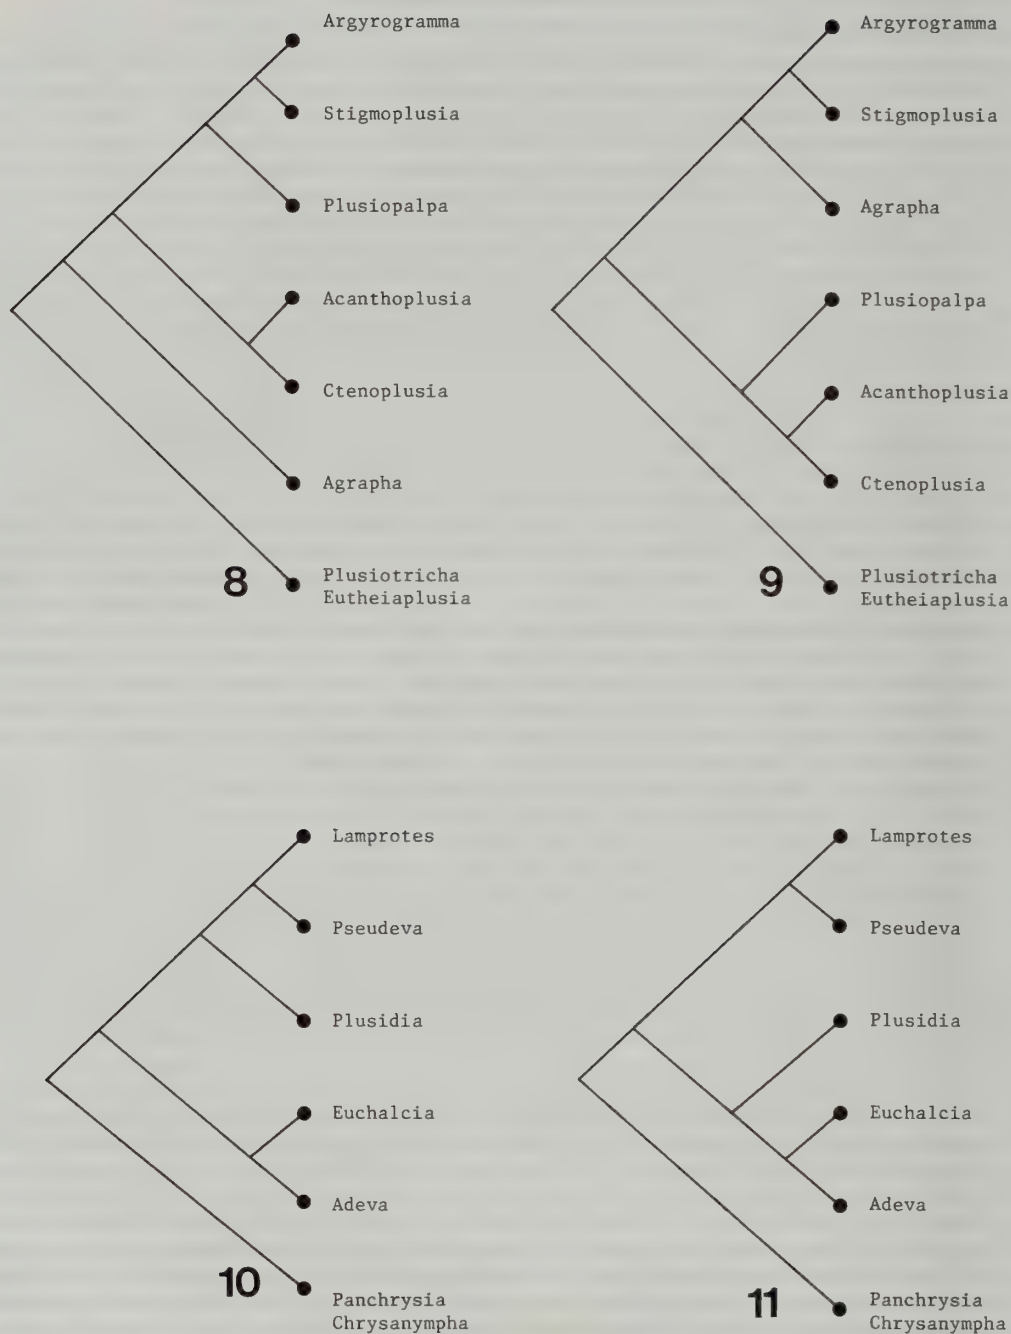 Argyrogramma
Stigmoplusia
Plusiopalpa
Acanthoplusia
Ctenoplusia
Agrapha
8
Plusiotricha
Eutheiaplusia
Argyrogramma
Stigmoplusia
Agrapha
Plusiopalpa
Acanthoplusia
Ctenoplusia
9
Plusiotricha
Eutheiaplusia
Lamprotes
Pseudeva
Plusidia
Euchalcia
Adeva
10
Panchrysia
Chrysanympha
Lamprotes
Pseudeva
Plusidia
Euchalcia
Adeva
11
Panchrysia
Chrysanympha